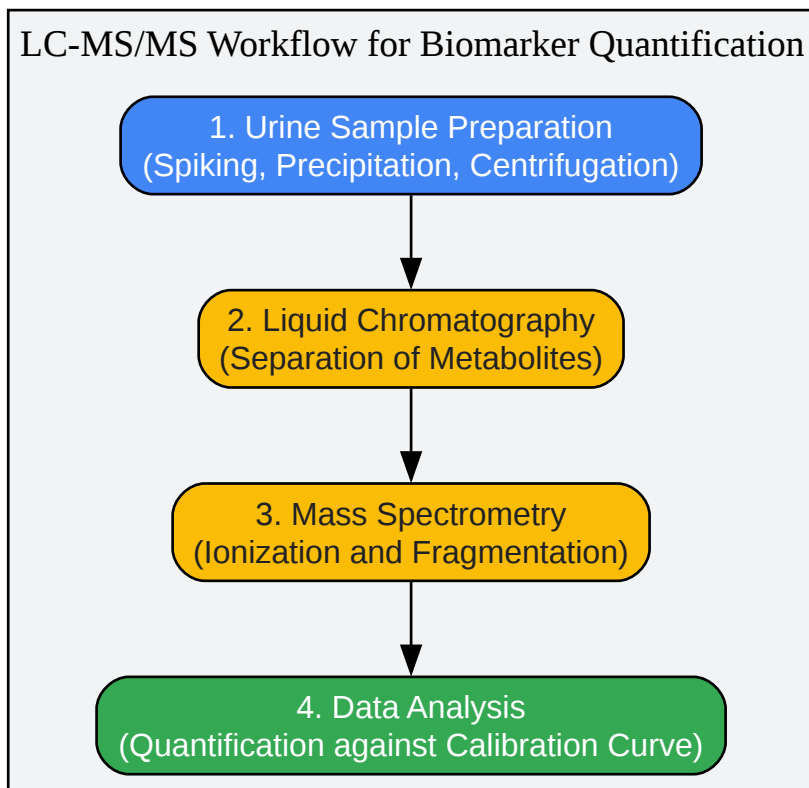 LC-MS/MS Workflow for Biomarker Quantification
1. Urine Sample Preparation
(Spiking, Precipitation, Centrifugation)
2. Liquid Chromatography
(Separation of Metabolites)
3. Mass Spectrometry
(Ionization and Fragmentation)
4. Data Analysis
(Quantification against Calibration Curve)